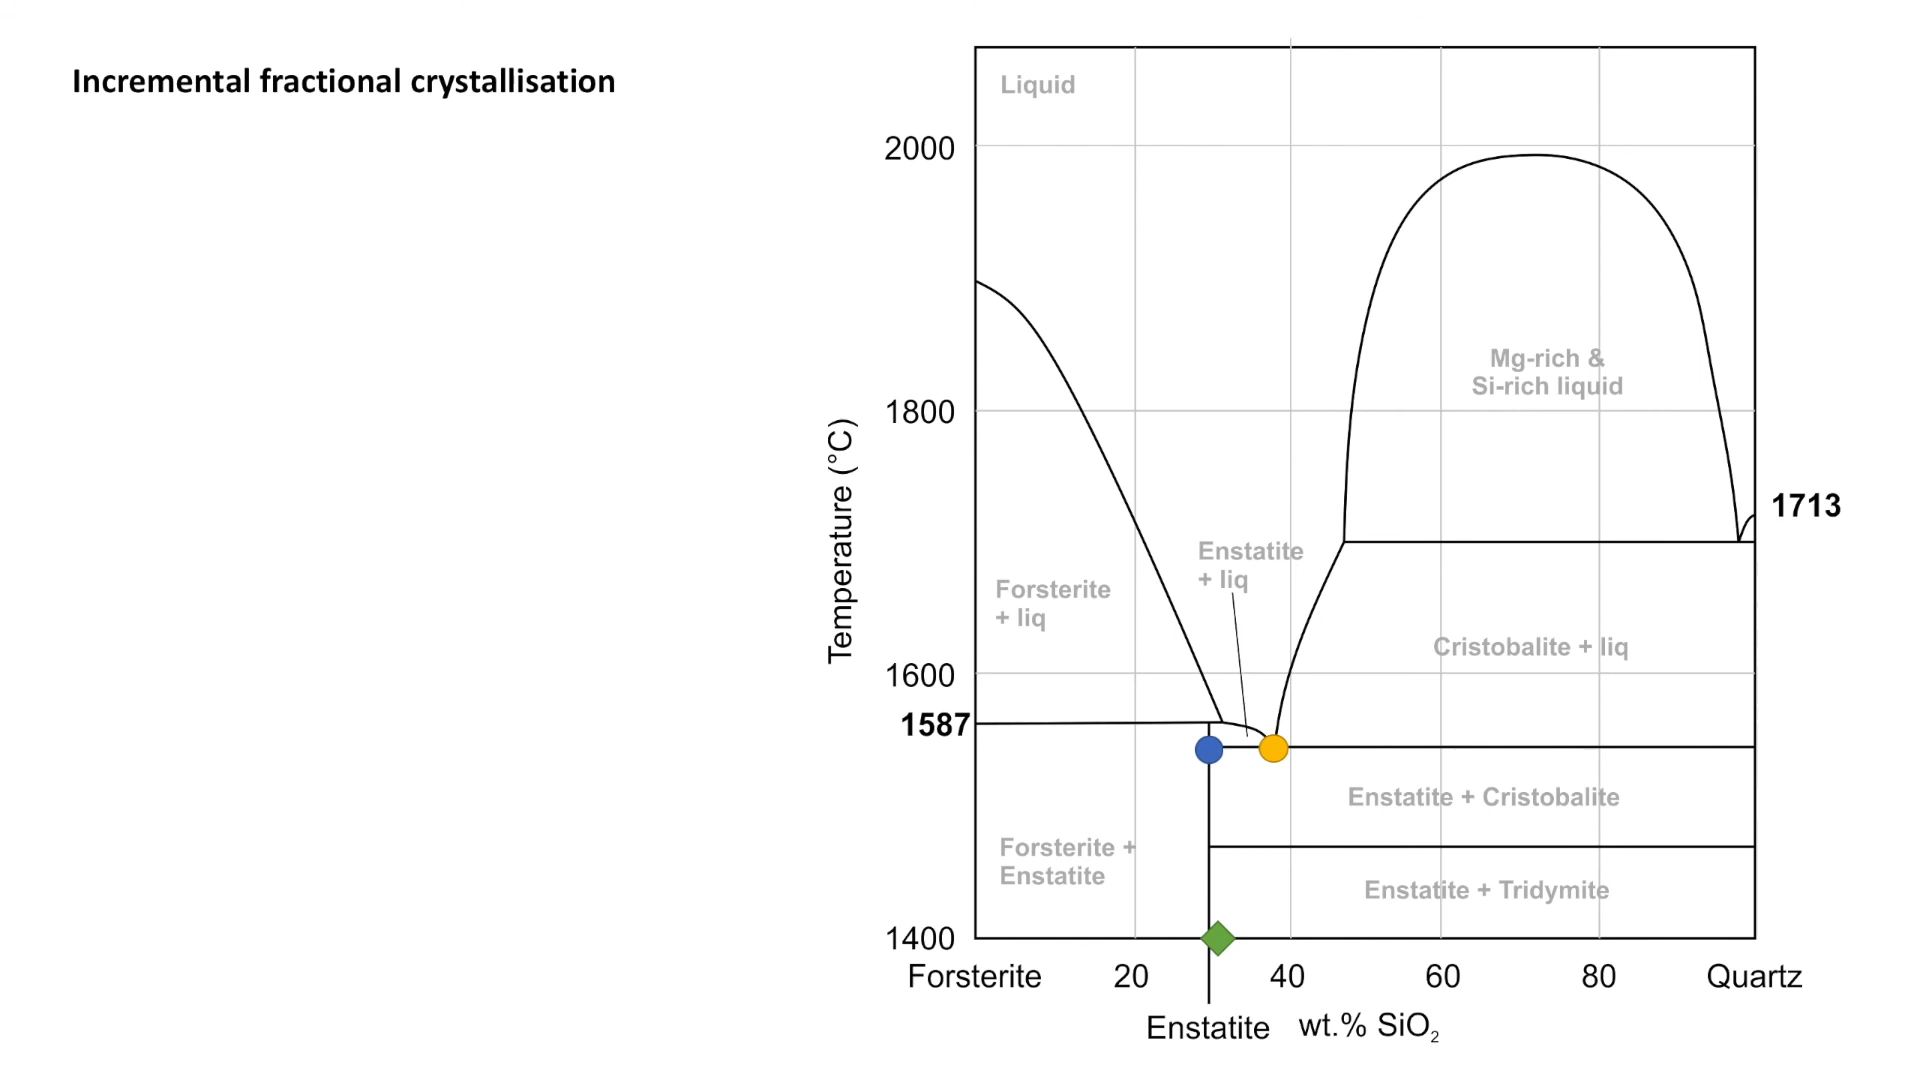 Incremental fractional crystallisation
Liquid
2000
Mg-rich &
Si-rich liquid
1800
Temperature (°C)
1713
Enstatite
+ liq
Forsterite
+ liq
Cristobalite + liq
1600
1587
Enstatite + Cristobalite
Forsterite +
Enstatite
Enstatite + Tridymite
1400
Forsterite 20 40 60 80 Quartz
Enstatite wt.% SiO₂